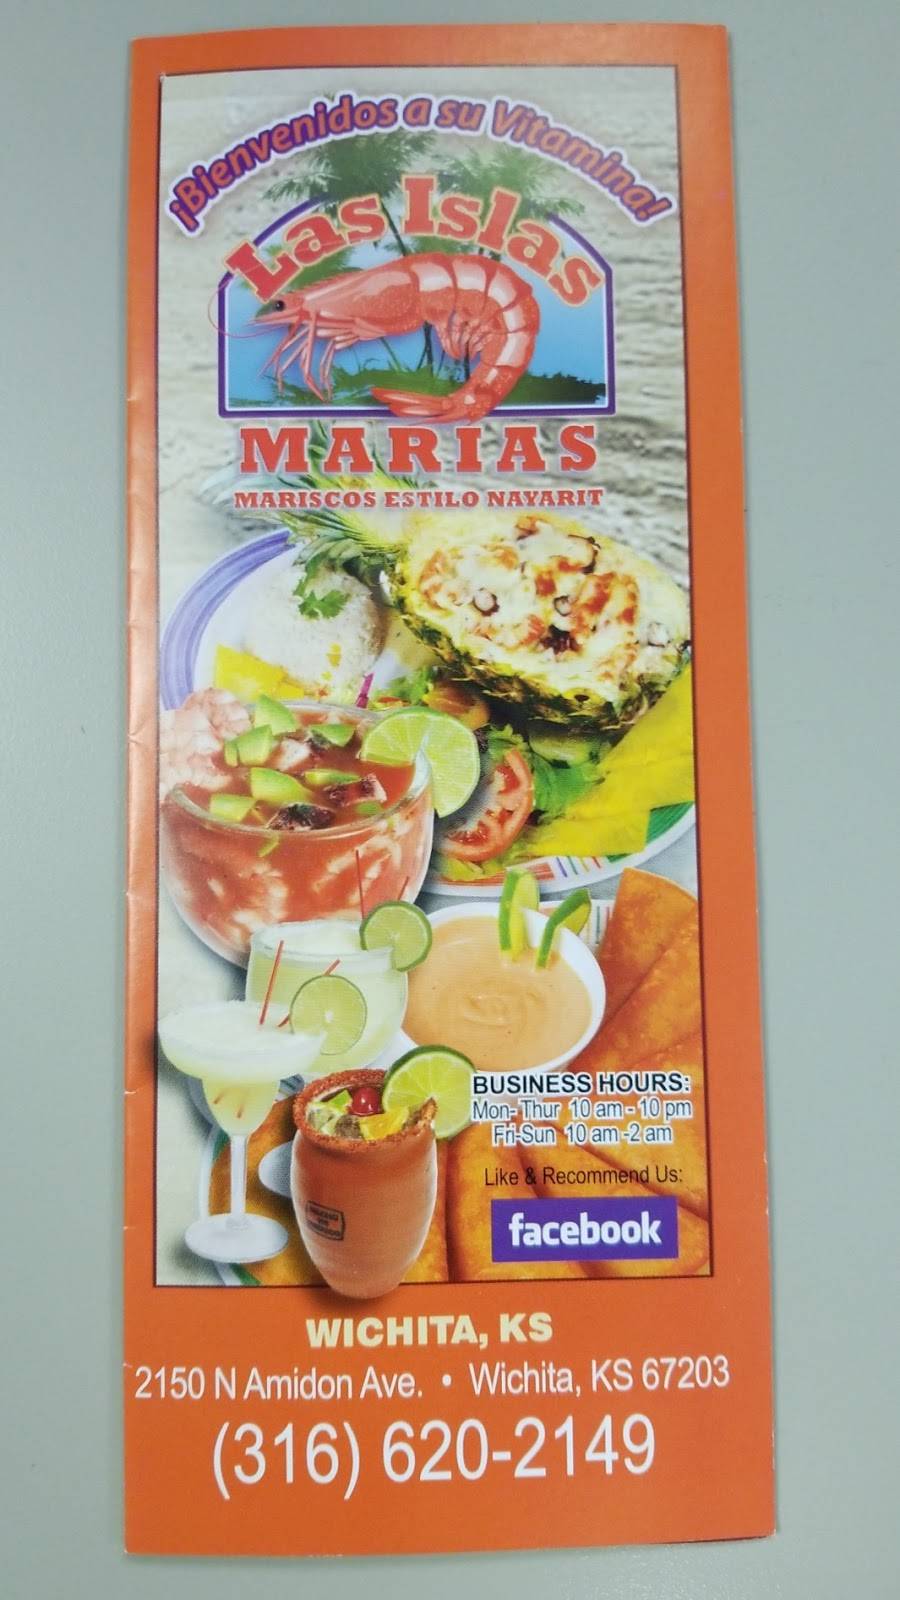 ¡Bienvenidos a su Vitamina!
Las Islas
MARIAS
MARISCOS ESTILO NAYARIT
BUSINESS HOURS:
Mon- Thur 10 am - 10 pm
Fri-Sun 10 am -2 am
Like & Recommend Us:
facebook
WICHITA, KS
2150 N Amidon Ave. • Wichita, KS 67203
(316) 620-2149